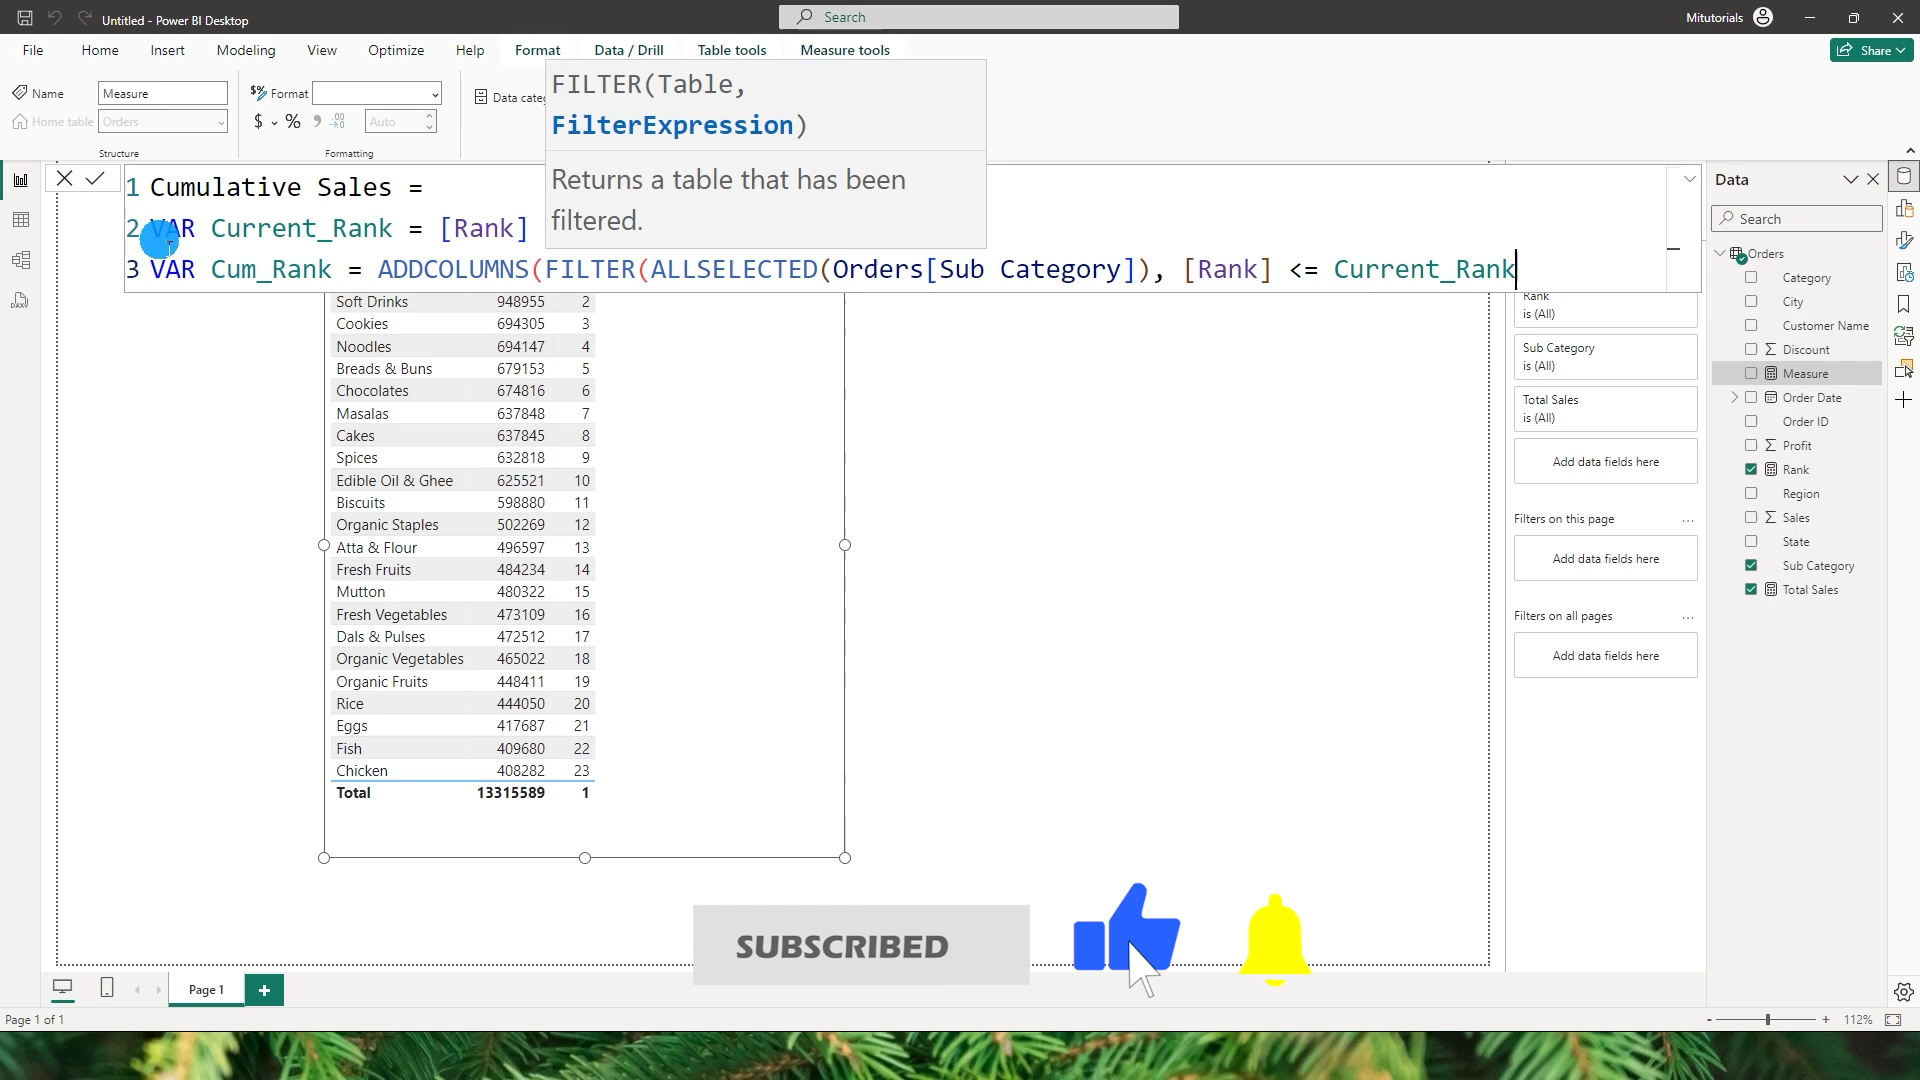 Untitled - Power BI Desktop
Search
Mitutorials
File
Home
Insert
Modeling
View
Optimize
Help
Format
Data / Drill
Table tools
Measure tools
Share
Name
Measure
Home table
Orders
Structure
Format
$
%
Auto
Formatting
Data categ
FILTER(Table,
FilterExpression)
Returns a table that has been
filtered.
1 Cumulative Sales =
2 VAR Current_Rank = [Rank]
3 VAR Cum_Rank = ADDCOLUMNS(FILTER(ALLSELECTED(Orders[Sub Category]), [Rank] <= Current_Rank
Soft Drinks 948955 2
Cookies 694305 3
Noodles 694147 4
Breads & Buns 679153 5
Chocolates 674816 6
Masalas 637848 7
Cakes 637845 8
Spices 632818 9
Edible Oil & Ghee 625521 10
Biscuits 598880 11
Organic Staples 502269 12
Atta & Flour 496597 13
Fresh Fruits 484234 14
Mutton 480322 15
Fresh Vegetables 473109 16
Dals & Pulses 472512 17
Organic Vegetables 465022 18
Organic Fruits 448411 19
Rice 444050 20
Eggs 417687 21
Fish 409680 22
Chicken 408282 23
Total 13315589 1
Rank
is (All)
Sub Category
is (All)
Total Sales
is (All)
Add data fields here
Filters on this page
...
Add data fields here
Filters on all pages
...
Add data fields here
Data
Search
Orders
Category
City
Customer Name
Discount
Measure
Order Date
Order ID
Profit
Rank
Region
Sales
State
Sub Category
Total Sales
DAX
SUBSCRIBED
Page 1
+
Page 1 of 1
- + 112%